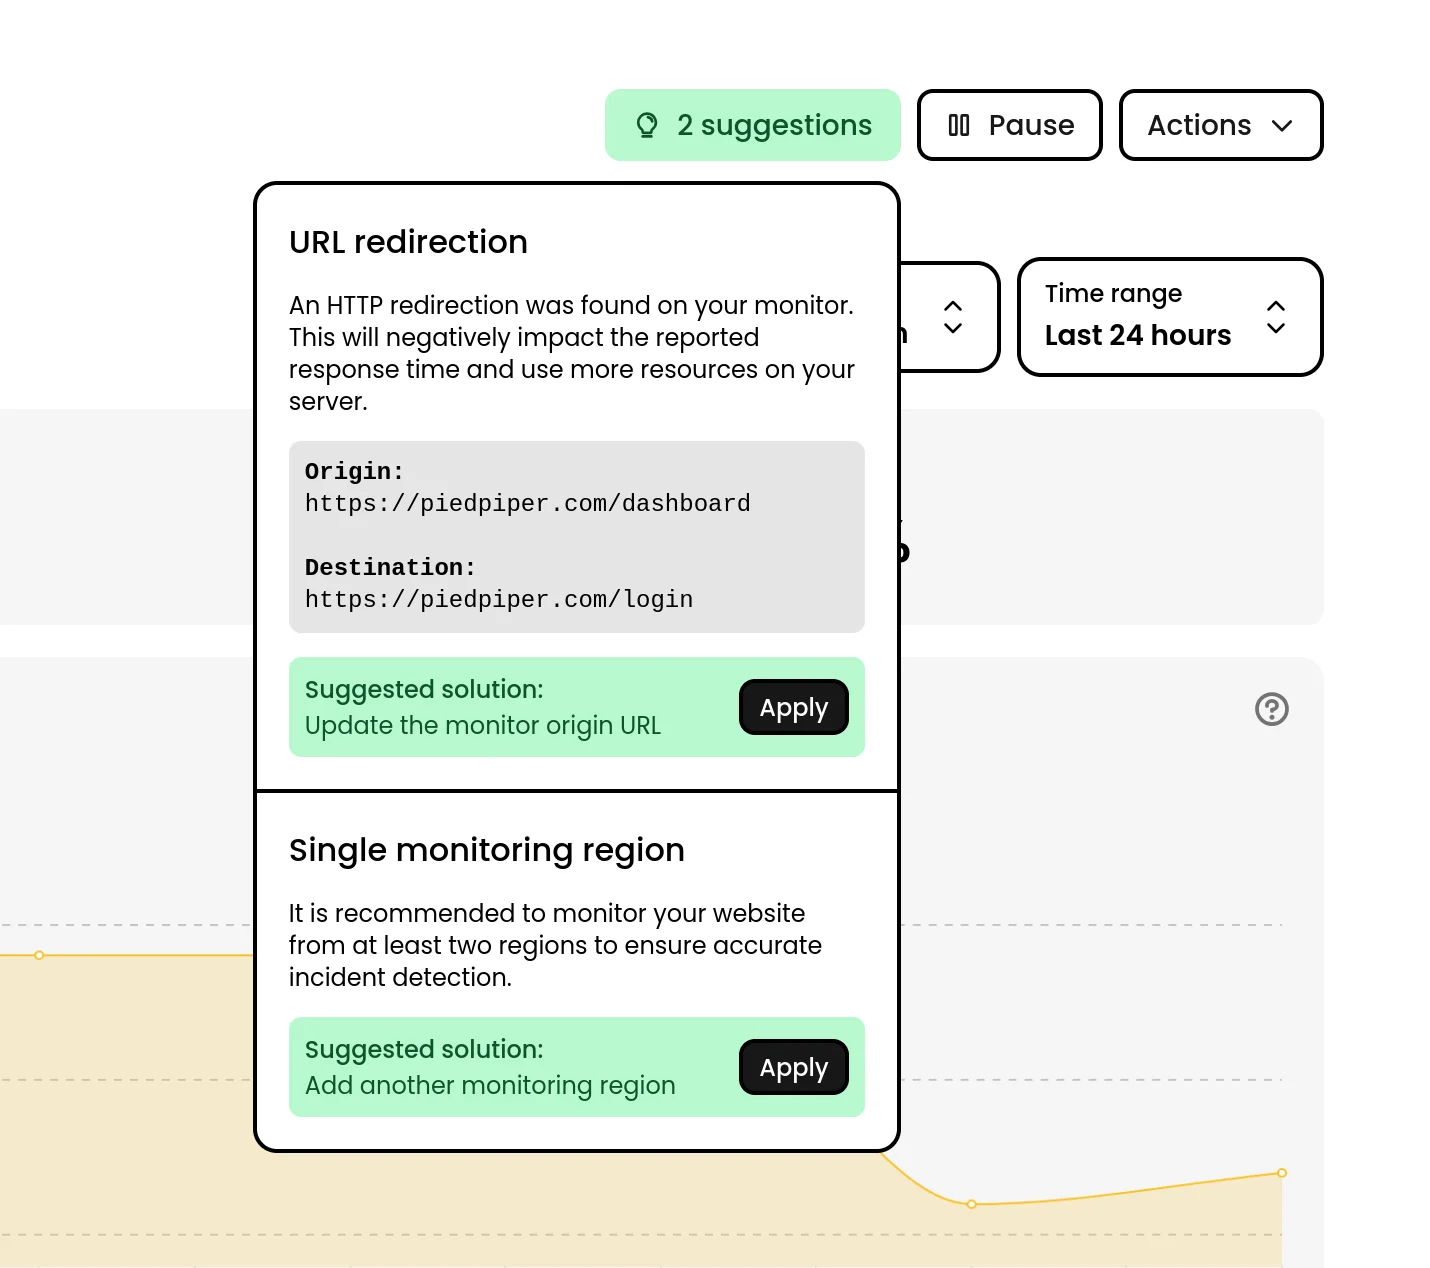 2 suggestions
Pause
Actions
URL redirection
An HTTP redirection was found on your monitor.
This will negatively impact the reported
response time and use more resources on your
server.
Time range
Last 24 hours
Origin:
https://piedpiper.com/dashboard
Destination:
https://piedpiper.com/login
Suggested solution:
Update the monitor origin URL
Apply
Single monitoring region
It is recommended to monitor your website
from at least two regions to ensure accurate
incident detection.
Suggested solution:
Add another monitoring region
Apply